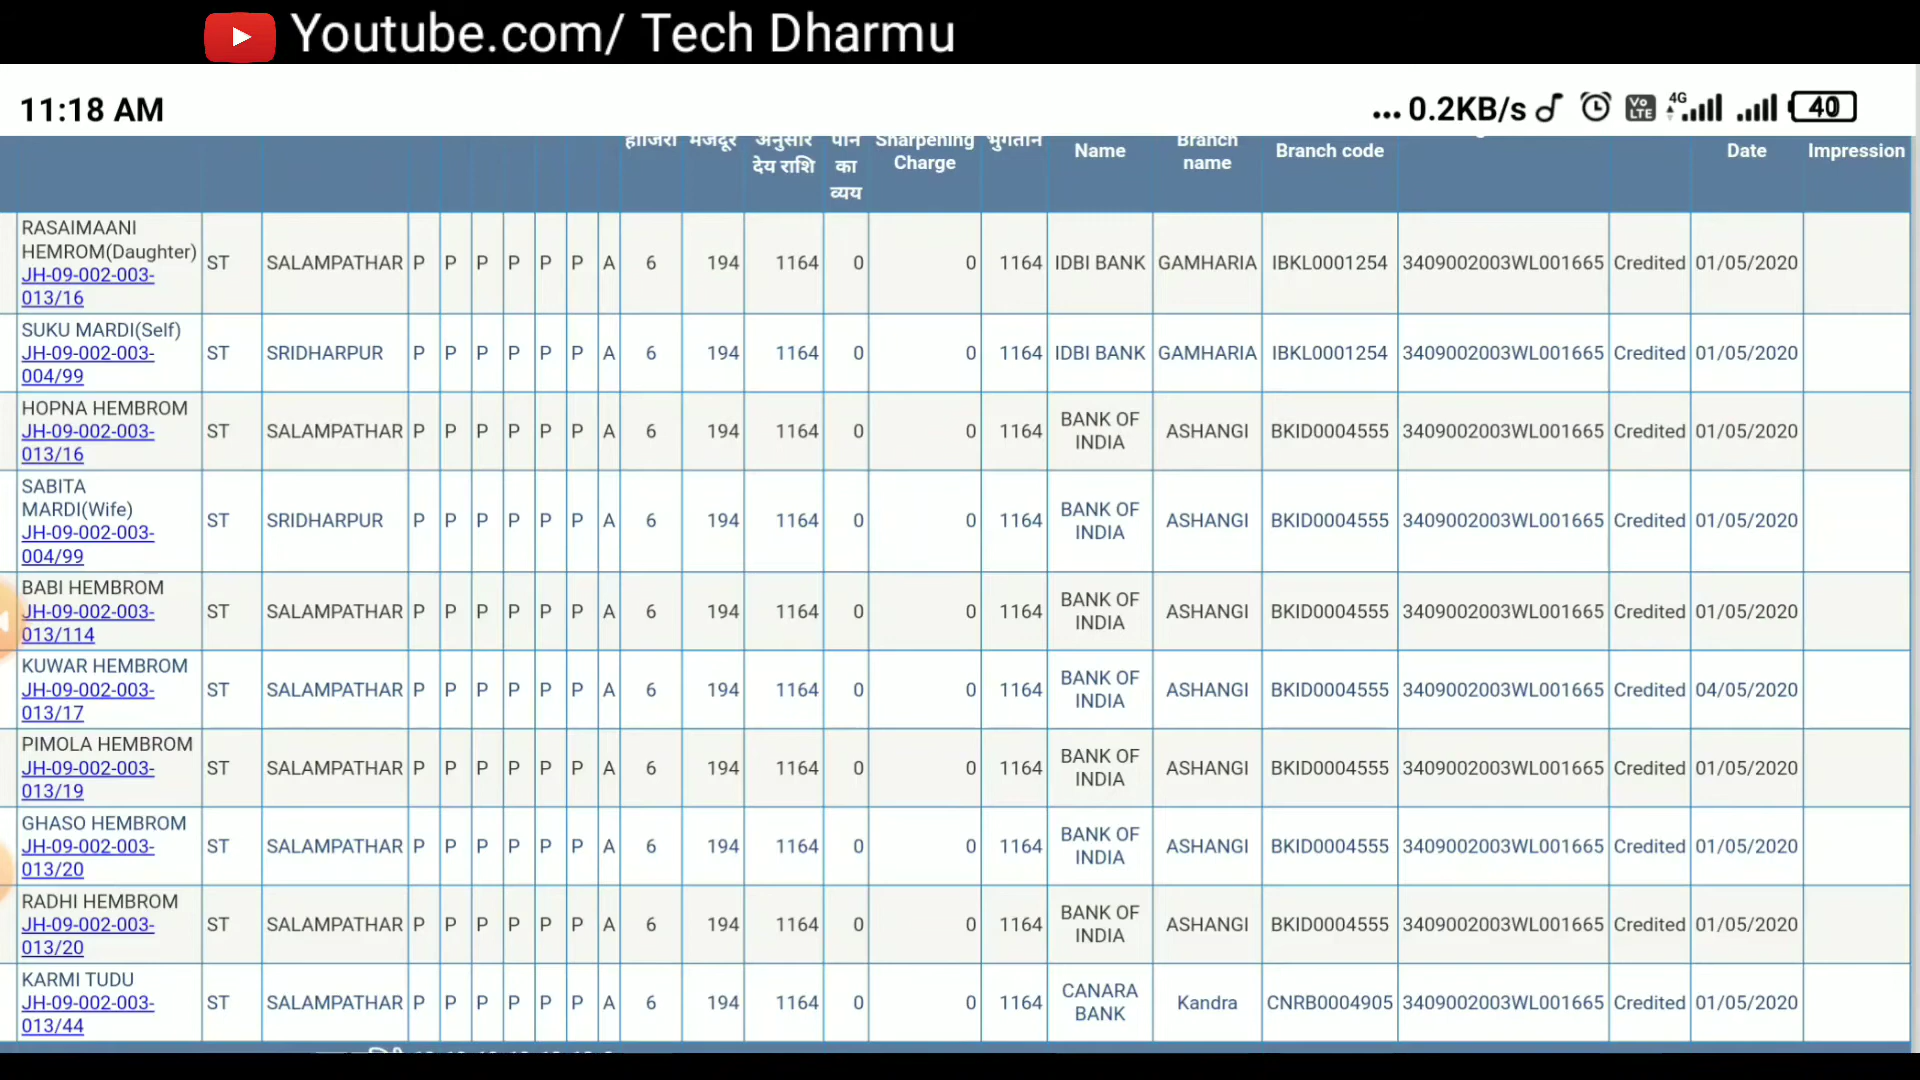 Youtube.com/ Tech Dharmu
11:18 AM
... 0.2KB/s Vo LTE 4G 40
हाजिरी मजदूर अनुसार देय राशि पाने का व्यय Sharpening Charge भुगतान Name Branch name Branch code Date Impression
RASAIMAANI HEMROM(Daughter) JH-09-002-003-013/16 ST SALAMPATHAR P P P P P P A 6 194 1164 0 0 1164 IDBI BANK GAMHARIA IBKL0001254 3409002003WL001665 Credited 01/05/2020
SUKU MARDI(Self) JH-09-002-003-004/99 ST SRIDHARPUR P P P P P P A 6 194 1164 0 0 1164 IDBI BANK GAMHARIA IBKL0001254 3409002003WL001665 Credited 01/05/2020
HOPNA HEMBROM JH-09-002-003-013/16 ST SALAMPATHAR P P P P P P A 6 194 1164 0 0 1164 BANK OF INDIA ASHANGI BKID0004555 3409002003WL001665 Credited 01/05/2020
SABITA MARDI(Wife) JH-09-002-003-004/99 ST SRIDHARPUR P P P P P P A 6 194 1164 0 0 1164 BANK OF INDIA ASHANGI BKID0004555 3409002003WL001665 Credited 01/05/2020
BABI HEMBROM JH-09-002-003-013/114 ST SALAMPATHAR P P P P P P A 6 194 1164 0 0 1164 BANK OF INDIA ASHANGI BKID0004555 3409002003WL001665 Credited 01/05/2020
KUWAR HEMBROM JH-09-002-003-013/17 ST SALAMPATHAR P P P P P P A 6 194 1164 0 0 1164 BANK OF INDIA ASHANGI BKID0004555 3409002003WL001665 Credited 04/05/2020
PIMOLA HEMBROM JH-09-002-003-013/19 ST SALAMPATHAR P P P P P P A 6 194 1164 0 0 1164 BANK OF INDIA ASHANGI BKID0004555 3409002003WL001665 Credited 01/05/2020
GHASO HEMBROM JH-09-002-003-013/20 ST SALAMPATHAR P P P P P P A 6 194 1164 0 0 1164 BANK OF INDIA ASHANGI BKID0004555 3409002003WL001665 Credited 01/05/2020
RADHI HEMBROM JH-09-002-003-013/20 ST SALAMPATHAR P P P P P P A 6 194 1164 0 0 1164 BANK OF INDIA ASHANGI BKID0004555 3409002003WL001665 Credited 01/05/2020
KARMI TUDU JH-09-002-003-013/44 ST SALAMPATHAR P P P P P P A 6 194 1164 0 0 1164 CANARA BANK Kandra CNRB0004905 3409002003WL001665 Credited 01/05/2020